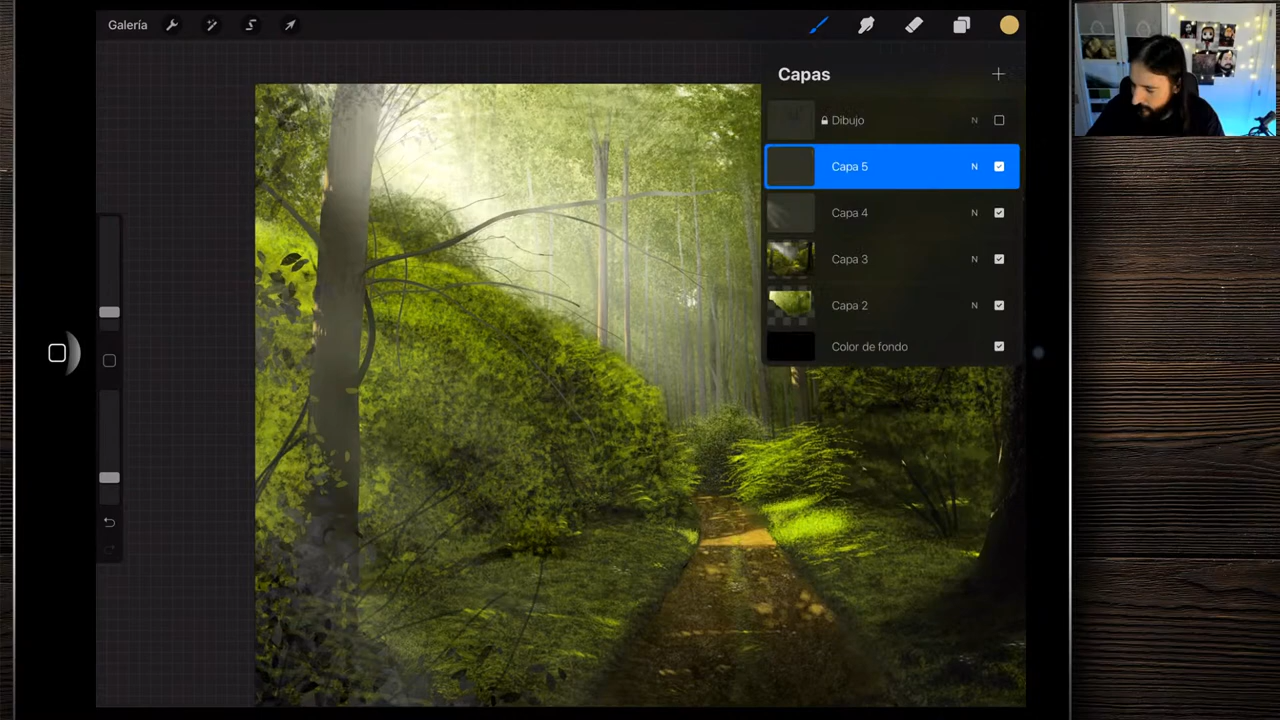 Galería
Capas
Dibujo N
Capa 5 N
Capa 4 N
Capa 3 N
Capa 2 N
Color de fondo